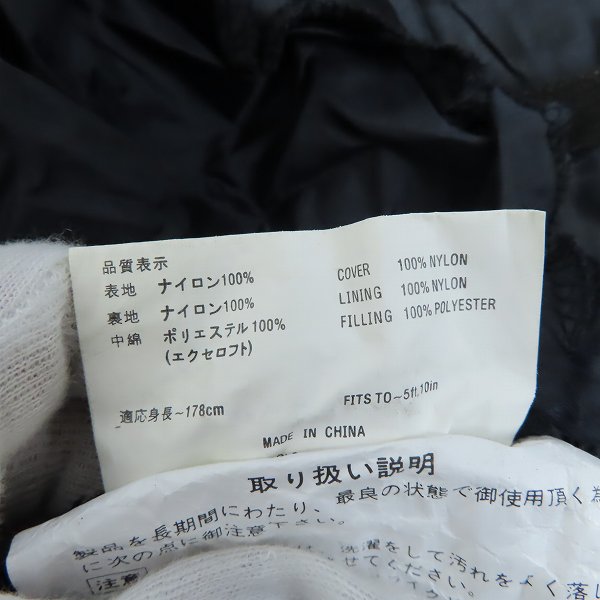 品質表示
表地 ナイロン100%
裏地 ナイロン100%
中綿 ポリエステル100%
(エクセロフト)
COVER 100% NYLON
LINING 100% NYLON
FILLING 100% POLYESTER
適応身長~178cm
FITS TO ~5ft,10in
MADE IN CHINA
取り扱い説明
製品を長期間にわたり、最良の状態で御使用頂く為
に次の点に御注意下さい。
注意
洗濯をして汚れをよく落し
せてください。